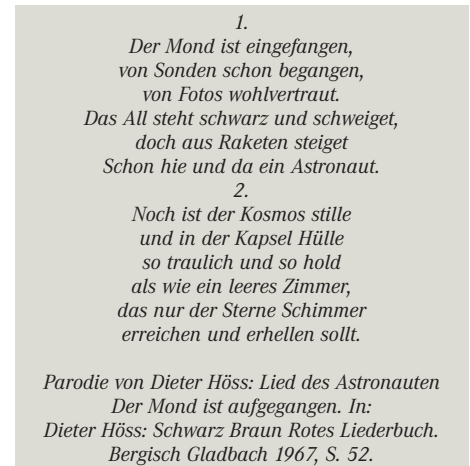 1.
Der Mond ist eingefangen,
von Sonden schon begangen,
von Fotos wohlvertraut.
Das All steht schwarz und schweiget,
doch aus Raketen steiget
Schon hie und da ein Astronaut.
2.
Noch ist der Kosmos stille
und in der Kapsel Hülle
so traulich und so hold
als wie ein leeres Zimmer,
das nur der Sterne Schimmer
erreichen und erhellen sollt.
Parodie von Dieter Höss: Lied des Astronauten
Der Mond ist aufgegangen. In:
Dieter Höss: Schwarz Braun Rotes Liederbuch.
Bergisch Gladbach 1967, S. 52.